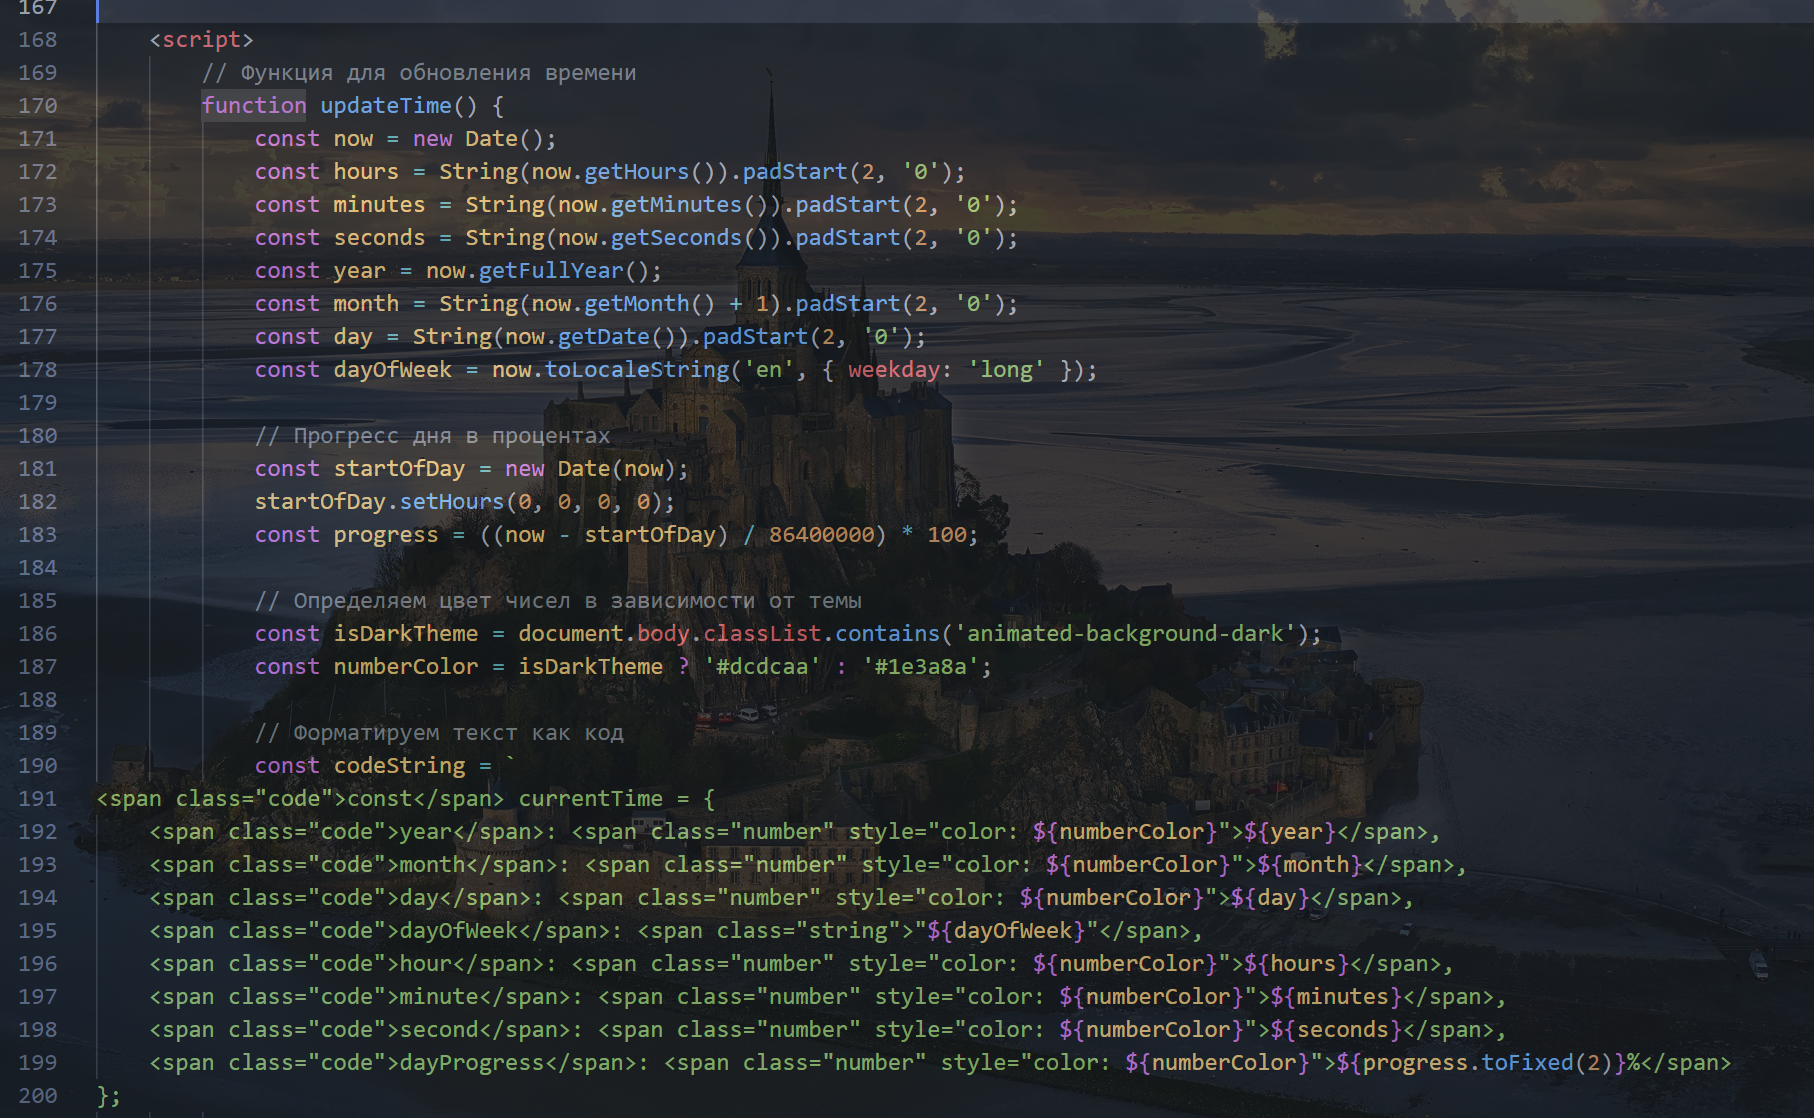 167
168 <script>
169 // Функция для обновления времени
170 function updateTime() {
171 const now = new Date();
172 const hours = String(now.getHours()).padStart(2, '0');
173 const minutes = String(now.getMinutes()).padStart(2, '0');
174 const seconds = String(now.getSeconds()).padStart(2, '0');
175 const year = now.getFullYear();
176 const month = String(now.getMonth() + 1).padStart(2, '0');
177 const day = String(now.getDate()).padStart(2, '0');
178 const dayOfWeek = now.toLocaleString('en', { weekday: 'long' });
179
180 // Прогресс дня в процентах
181 const startOfDay = new Date(now);
182 startOfDay.setHours(0, 0, 0, 0);
183 const progress = ((now - startOfDay) / 86400000) * 100;
184
185 // Определяем цвет чисел в зависимости от темы
186 const isDarkTheme = document.body.classList.contains('animated-background-dark');
187 const numberColor = isDarkTheme ? '#dcdcaa' : '#1e3a8a';
188
189 // Форматируем текст как код
190 const codeString = `
191 <span class="code">const</span> currentTime = {
192 <span class="code">year</span>: <span class="number" style="color: ${numberColor}">${year}</span>,
193 <span class="code">month</span>: <span class="number" style="color: ${numberColor}">${month}</span>,
194 <span class="code">day</span>: <span class="number" style="color: ${numberColor}">${day}</span>,
195 <span class="code">dayOfWeek</span>: <span class="string">"${dayOfWeek}"</span>,
196 <span class="code">hour</span>: <span class="number" style="color: ${numberColor}">${hours}</span>,
197 <span class="code">minute</span>: <span class="number" style="color: ${numberColor}">${minutes}</span>,
198 <span class="code">second</span>: <span class="number" style="color: ${numberColor}">${seconds}</span>,
199 <span class="code">dayProgress</span>: <span class="number" style="color: ${numberColor}">${progress.toFixed(2)}%</span>
200 };